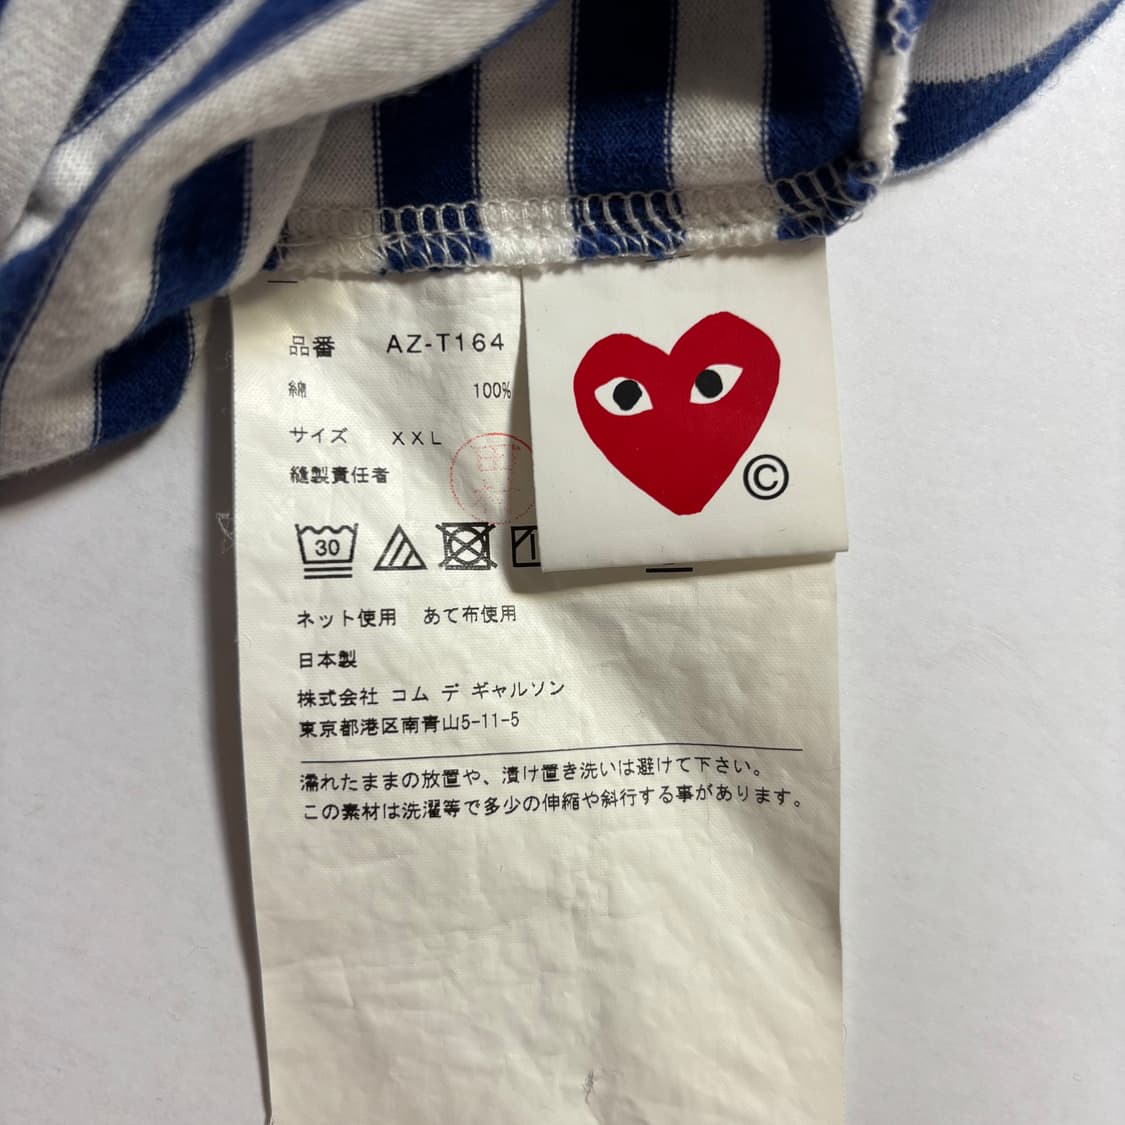 品番 AZ-T164
綿 100%
サイズ XXL
縫製責任者
30
©
ネット使用 あて布使用
日本製
株式会社 コム デ ギャルソン
東京都港区南青山5-11-5
濡れたままの放置や、漬け置き洗いは避けて下さい。
この素材は洗濯等で多少の伸縮や斜行する事があります。